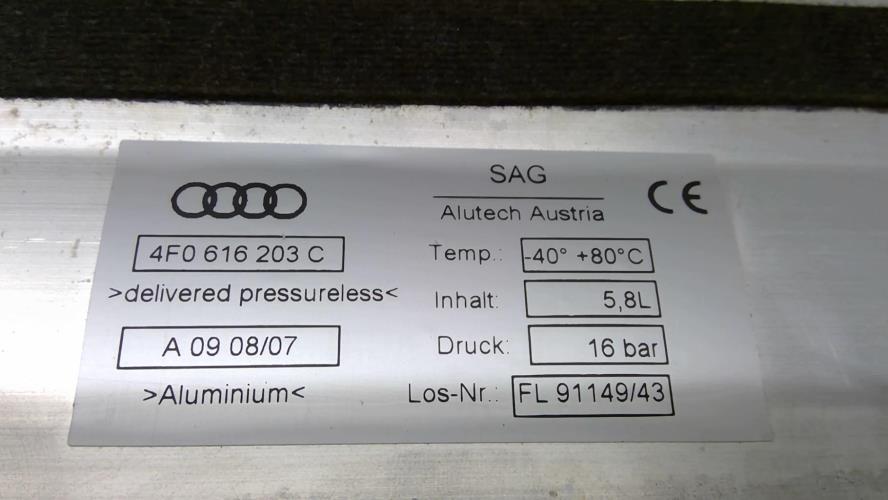 4F0 616 203 C
>delivered pressureless<
A 09 08/07
>Aluminium<
SAG
Alutech Austria
CE
Temp.: -40° +80°C
Inhalt: 5,8L
Druck: 16 bar
Los-Nr.: FL 91149/43